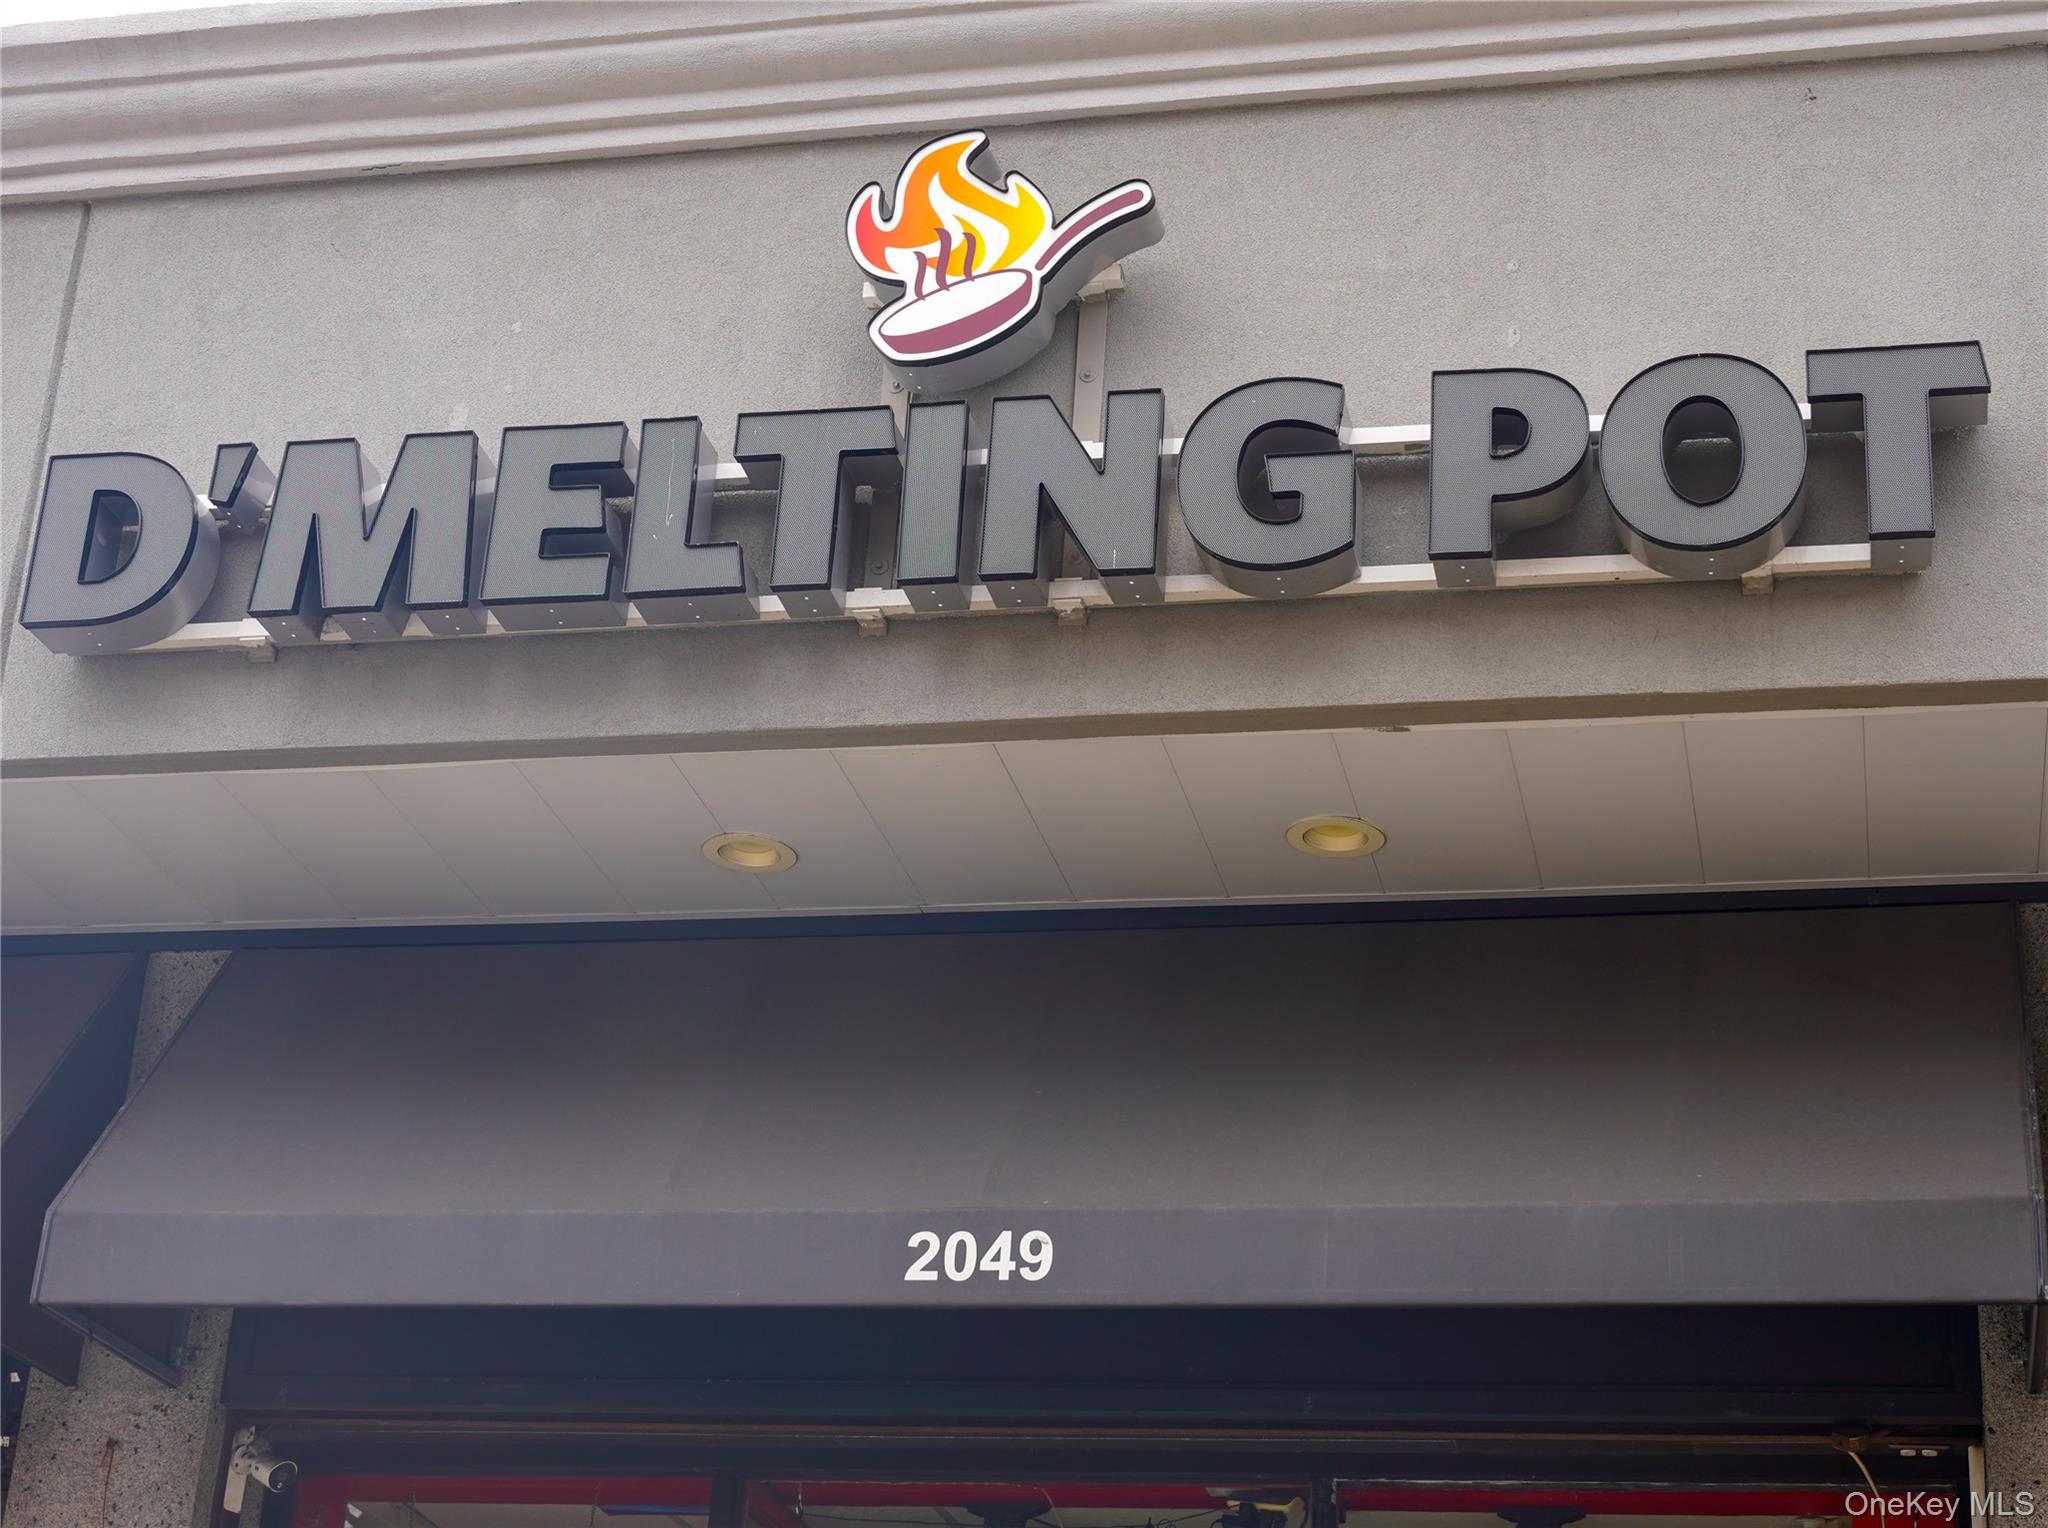 D'MELTING POT
2049
OneKey MLS